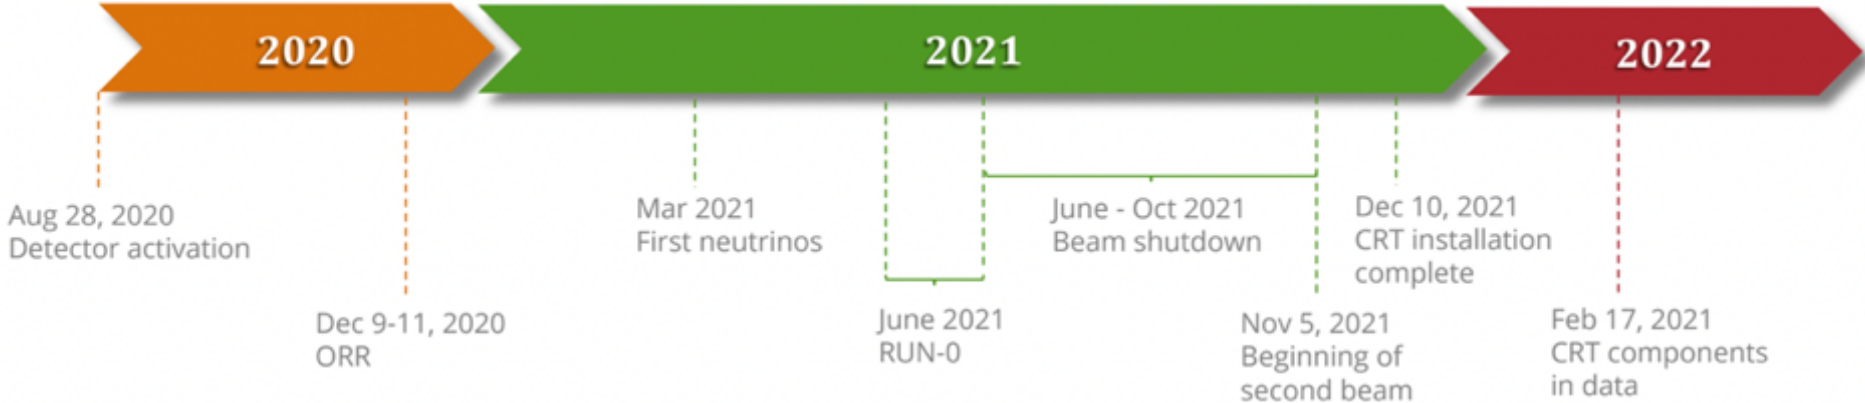 2020
2021
2022
Aug 28, 2020
Detector activation
Dec 9-11, 2020
ORR
Mar 2021
First neutrinos
June 2021
RUN-0
June - Oct 2021
Beam shutdown
Nov 5, 2021
Beginning of
second beam
Dec 10, 2021
CRT installation
complete
Feb 17, 2021
CRT components
in data